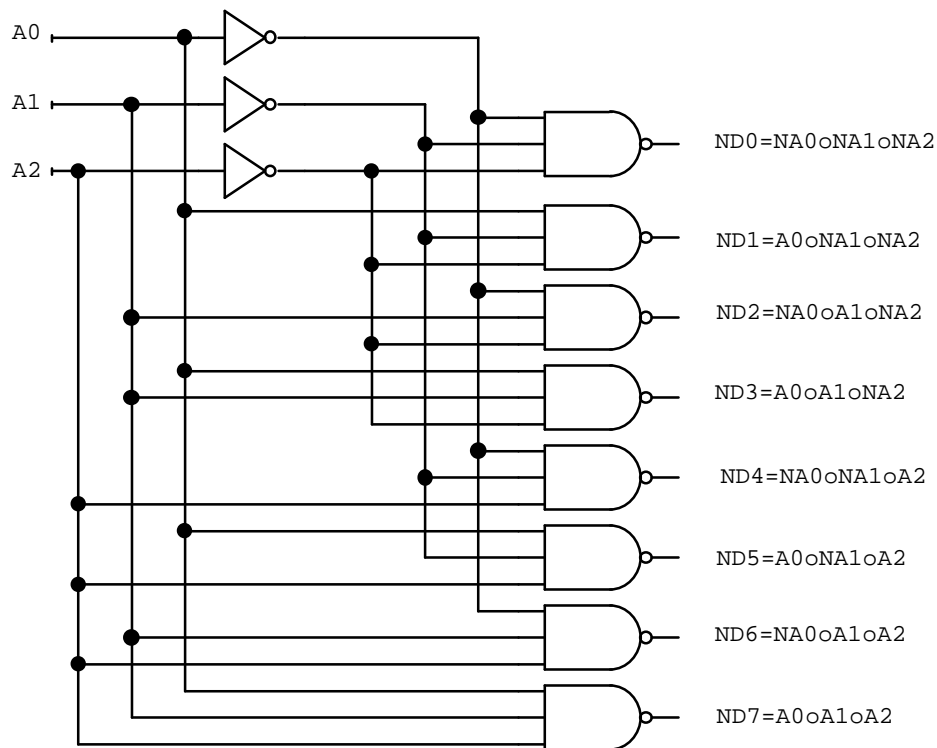 A0
A1
A2
ND0=NA0oNA1oNA2
ND1=A0oNA1oNA2
ND2=NA0oA1oNA2
ND3=A0oA1oNA2
ND4=NA0oNA1oA2
ND5=A0oNA1oA2
ND6=NA0oA1oA2
ND7=A0oA1oA2